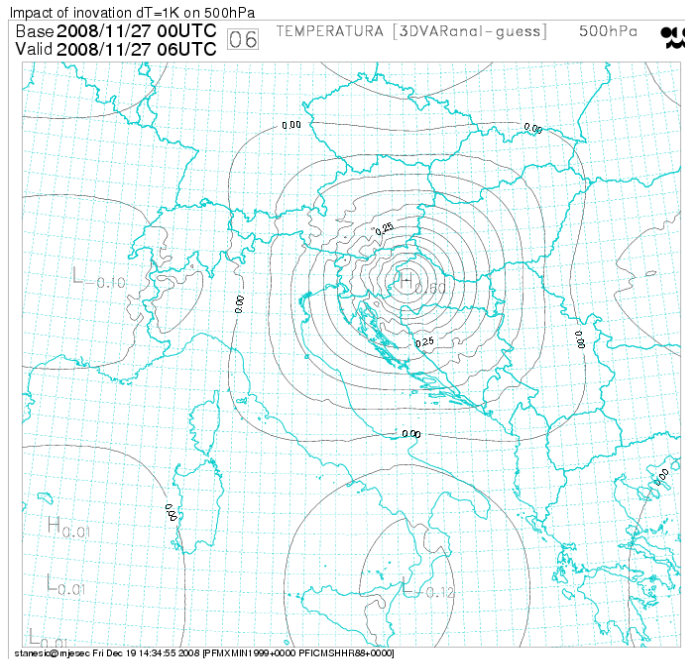 Impact of inovation dT=1K on 500hPa
Base 2008/11/27 00UTC 06 TEMPERATURA [3DVARanal-guess] 500hPa
Valid 2008/11/27 06UTC
0.00 0.00
0.25
L-0.10 H0.60
0.00
0.25 0.00
0.00
0.00
0.00
H0.01
L0.01 L-0.12
L0.01
stanesic@mjesec Fri Dec 19 14:34:55 2008 [PFMXMIN1999+0000 PFICMSHHR88+0000]